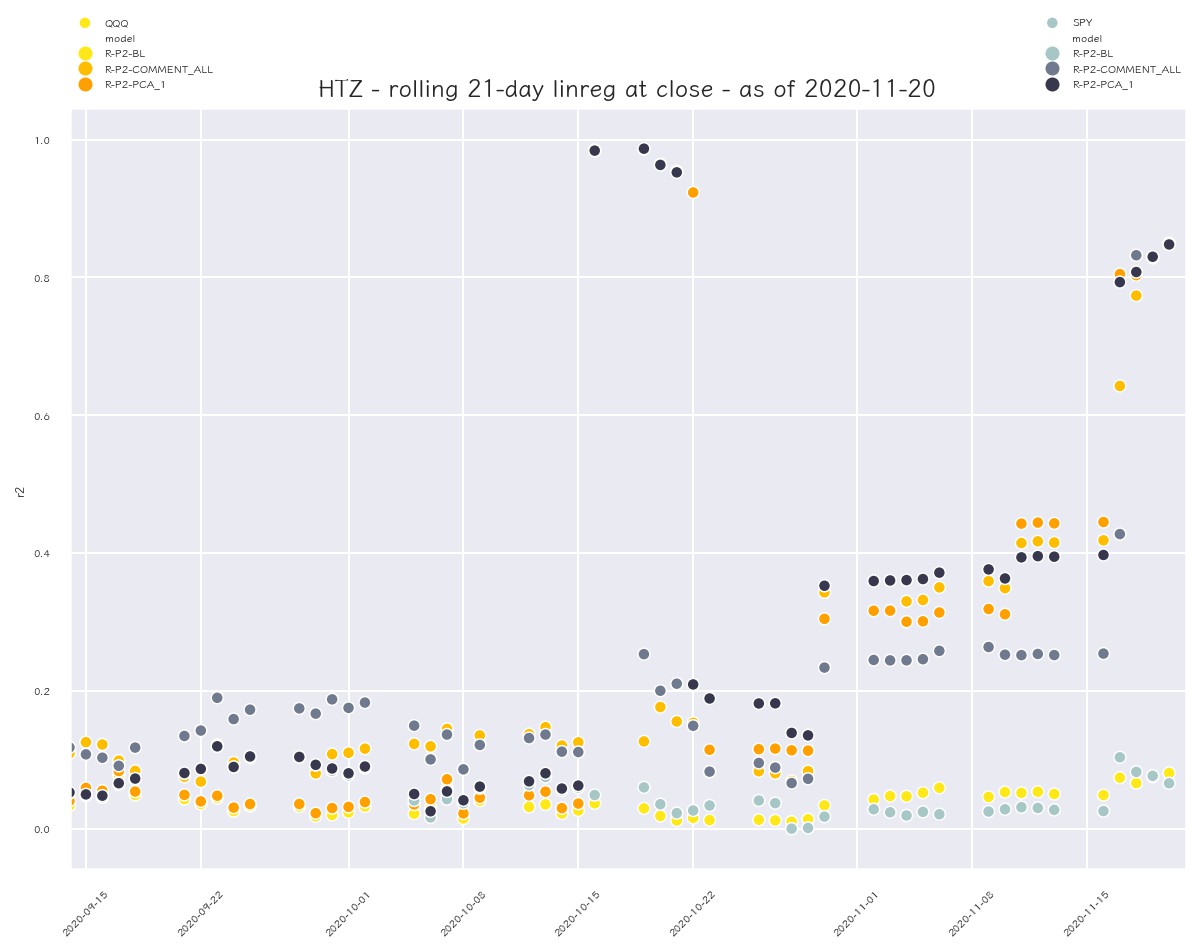 QQQ
model
R-P2-BL
R-P2-COMMENT_ALL
R-P2-PCA_1
SPY
model
R-P2-BL
R-P2-COMMENT_ALL
R-P2-PCA_1
HTZ - rolling 21-day linreg at close - as of 2020-11-20
1.0
0.8
0.6
0.4
0.2
0.0
r2
2020-09-15
2020-09-22
2020-10-01
2020-10-08
2020-10-15
2020-10-22
2020-11-01
2020-11-08
2020-11-15